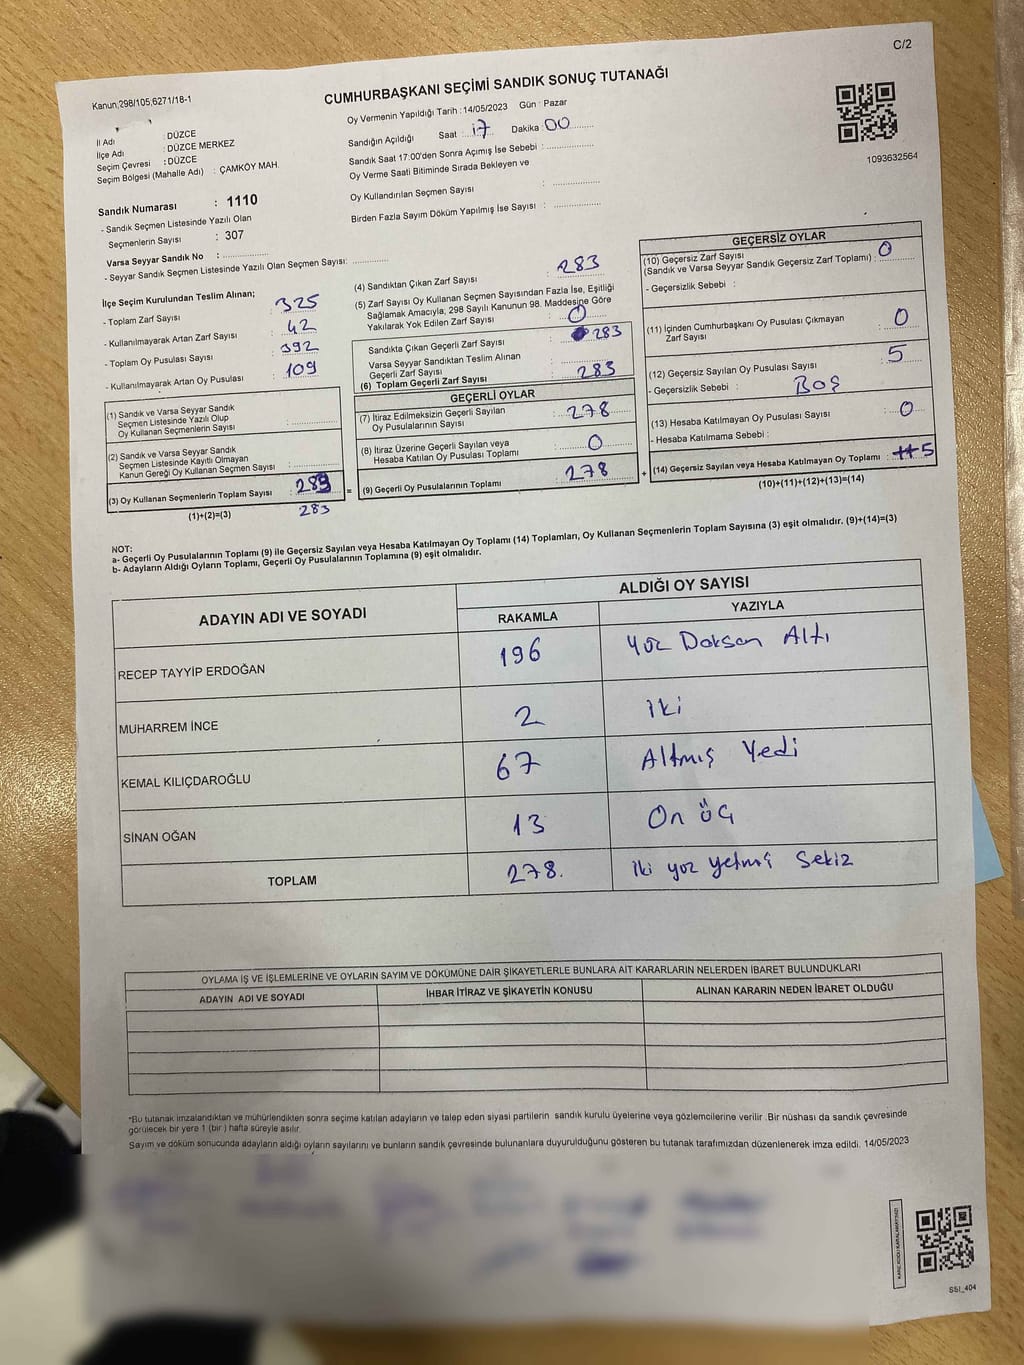 C/2
Kanun,298/105,6271/18-1
CUMHURBAŞKANI SEÇİMİ SANDIK SONUÇ TUTANAĞI
İl Adı : DÜZCE
İlçe Adı : DÜZCE MERKEZ
Seçim Çevresi : DÜZCE
Seçim Bölgesi (Mahalle Adı) : ÇAMKÖY MAH.
Oy Vermenin Yapıldığı Tarih : 14/05/2023 Gün : Pazar
Sandığın Açıldığı Saat : 17 Dakika : 00
Sandık Saat 17:00'den Sonra Açımış İse Sebebi :
Oy Verme Saati Bitiminde Sırada Bekleyen ve
Oy Kullandırılan Seçmen Sayısı :
Birden Fazla Sayım Döküm Yapılmış İse Sayısı :
1093632564
Sandık Numarası : 1110
- Sandık Seçmen Listesinde Yazılı Olan
Seçmenlerin Sayısı : 307
Varsa Seyyar Sandık No :
- Seyyar Sandık Seçmen Listesinde Yazılı Olan Seçmen Sayısı:
İlçe Seçim Kurulundan Teslim Alınan;
- Toplam Zarf Sayısı : 325
- Kullanılmayarak Artan Zarf Sayısı : 42
- Toplam Oy Pusulası Sayısı : 392
- Kullanılmayarak Artan Oy Pusulası : 109
(1) Sandık ve Varsa Seyyar Sandık
Seçmen Listesinde Yazılı Olup
Oy Kullanan Seçmenlerin Sayısı :
(2) Sandık ve Varsa Seyyar Sandık
Seçmen Listesinde Kayıtlı Olmayan
Kanun Gereği Oy Kullanan Seçmen Sayısı :
(3) Oy Kullanan Seçmenlerin Toplam Sayısı : 283 =
(1)+(2)=(3) 283
(4) Sandıktan Çıkan Zarf Sayısı : 283
(5) Zarf Sayısı Oy Kullanan Seçmen Sayısından Fazla İse, Eşitliği
Sağlamak Amacıyla, 298 Sayılı Kanunun 98. Maddesine Göre
Yakılarak Yok Edilen Zarf Sayısı : 0
Sandıkta Çıkan Geçerli Zarf Sayısı : 283
Varsa Seyyar Sandıktan Teslim Alınan
Geçerli Zarf Sayısı :
(6) Toplam Geçerli Zarf Sayısı : 283
GEÇERLİ OYLAR
(7) İtiraz Edilmeksizin Geçerli Sayılan
Oy Pusulalarının Sayısı : 278
(8) İtiraz Üzerine Geçerli Sayılan veya
Hesaba Katılan Oy Pusulası Toplamı : 0
(9) Geçerli Oy Pusulalarının Toplamı : 278 +
GEÇERSİZ OYLAR
(10) Geçersiz Zarf Sayısı
(Sandık ve Varsa Seyyar Sandık Geçersiz Zarf Toplamı) : 0
- Geçersizlik Sebebi :
(11) İçinden Cumhurbaşkanı Oy Pusulası Çıkmayan
Zarf Sayısı : 0
(12) Geçersiz Sayılan Oy Pusulası Sayısı : 5
- Geçersizlik Sebebi : BOŞ
(13) Hesaba Katılmayan Oy Pusulası Sayısı : 0
- Hesaba Katılmama Sebebi :
(14) Geçersiz Sayılan veya Hesaba Katılmayan Oy Toplamı : 5
(10)+(11)+(12)+(13)=(14)
NOT:
a- Geçerli Oy Pusulalarının Toplamı (9) ile Geçersiz Sayılan veya Hesaba Katılmayan Oy Toplamı (14) Toplamları, Oy Kullanan Seçmenlerin Toplam Sayısına (3) eşit olmalıdır. (9)+(14)=(3)
b- Adayların Aldığı Oyların Toplamı, Geçerli Oy Pusulalarının Toplamına (9) eşit olmalıdır.
ADAYIN ADI VE SOYADI ALDIĞI OY SAYISI
RAKAMLA YAZIYLA
RECEP TAYYİP ERDOĞAN 196 Yüz Doksan Altı
MUHARREM İNCE 2 iki
KEMAL KILIÇDAROĞLU 67 Altmış Yedi
SİNAN OĞAN 13 On üç
TOPLAM 278. iki yüz yetmiş Sekiz
OYLAMA İŞ VE İŞLEMLERİNE VE OYLARIN SAYIM VE DÖKÜMÜNE DAİR ŞİKAYETLERLE BUNLARA AİT KARARLARIN NELERDEN İBARET BULUNDUKLARI
ADAYIN ADI VE SOYADI İHBAR İTİRAZ VE ŞİKAYETİN KONUSU ALINAN KARARIN NEDEN İBARET OLDUĞU
*Bu tutanak imzalandıktan ve mühürlendikten sonra seçime katılan adayların ve talep eden siyasi partilerin sandık kurulu üyelerine veya gözlemcilerine verilir .Bir nüshası da sandık çevresinde
görülecek bir yere 1 (bir ) hafta süreyle asılır.
Sayım ve döküm sonucunda adayların aldığı oyların sayılarını ve bunların sandık çevresinde bulunanlara duyurulduğunu gösteren bu tutanak tarafımızdan düzenlenerek imza edildi. 14/05/2023
KARE KODU KARALAMAYINIZ!
S5I_404